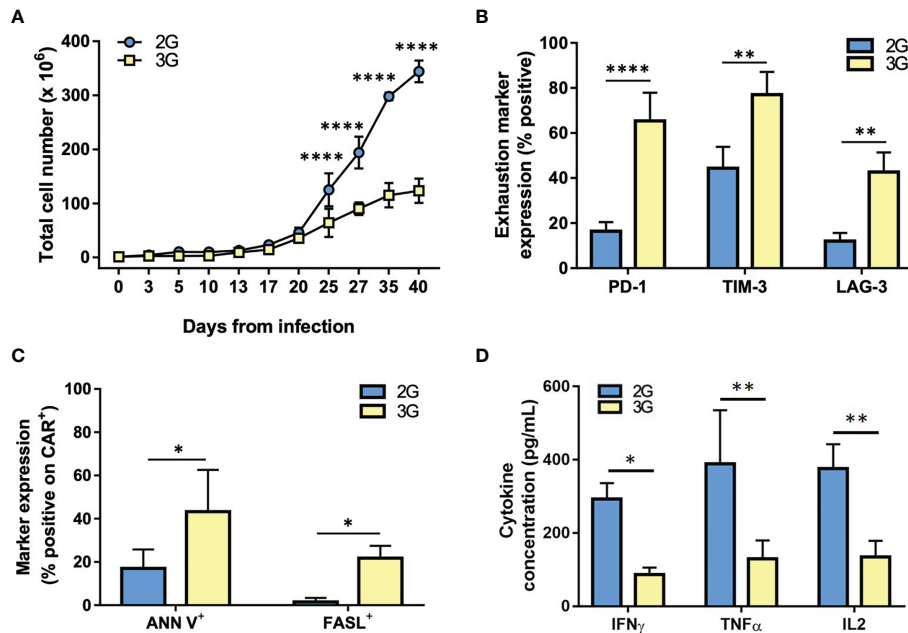 A
2G
3G
Total cell number (x 10⁶)
400
300
200
100
0
****
****
****
****
0 3 5 10 13 17 20 25 27 35 40
Days from infection
B
2G
3G
Exhaustion marker
expression (% positive)
100
80
60
40
20
0
****
**
**
PD-1 TIM-3 LAG-3
C
2G
3G
Marker expression
(% positive on CAR⁺)
100
80
60
40
20
0
*
*
ANN V⁺ FASL⁺
D
2G
3G
Cytokine
concentration (pg/mL)
600
400
200
0
*
**
**
IFNγ TNFα IL2